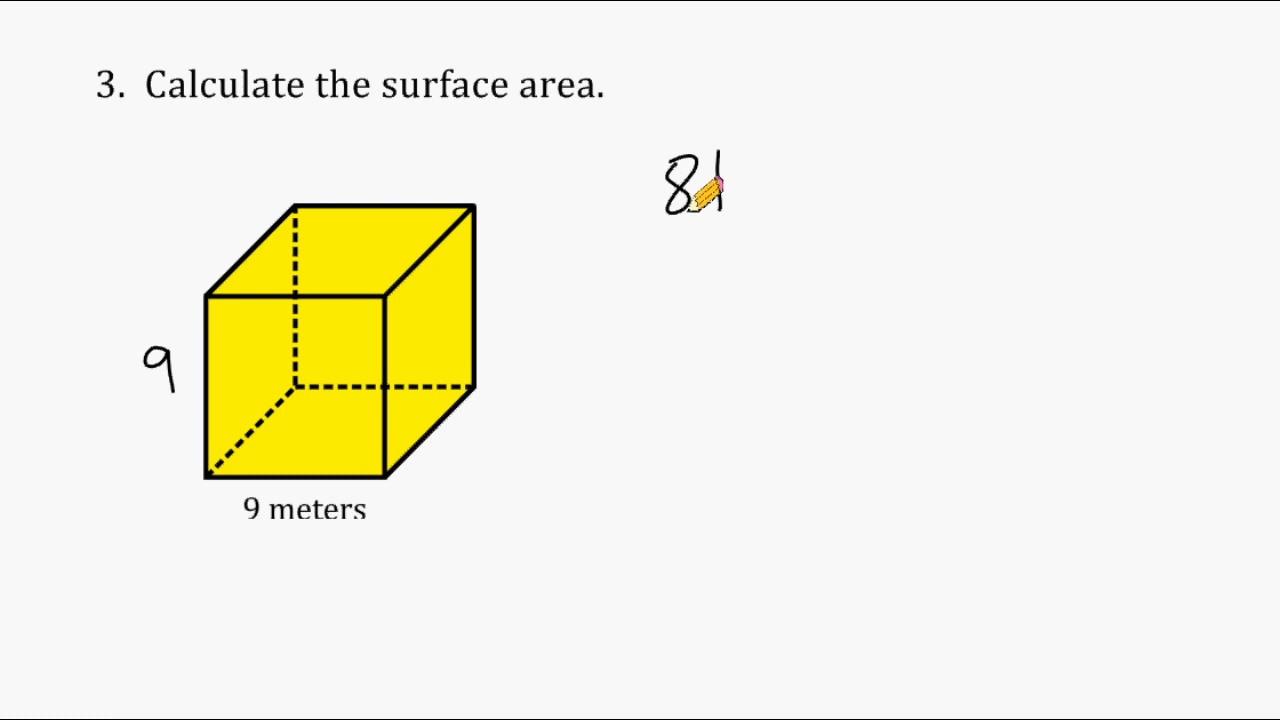 3. Calculate the surface area.
81
9
9 meters